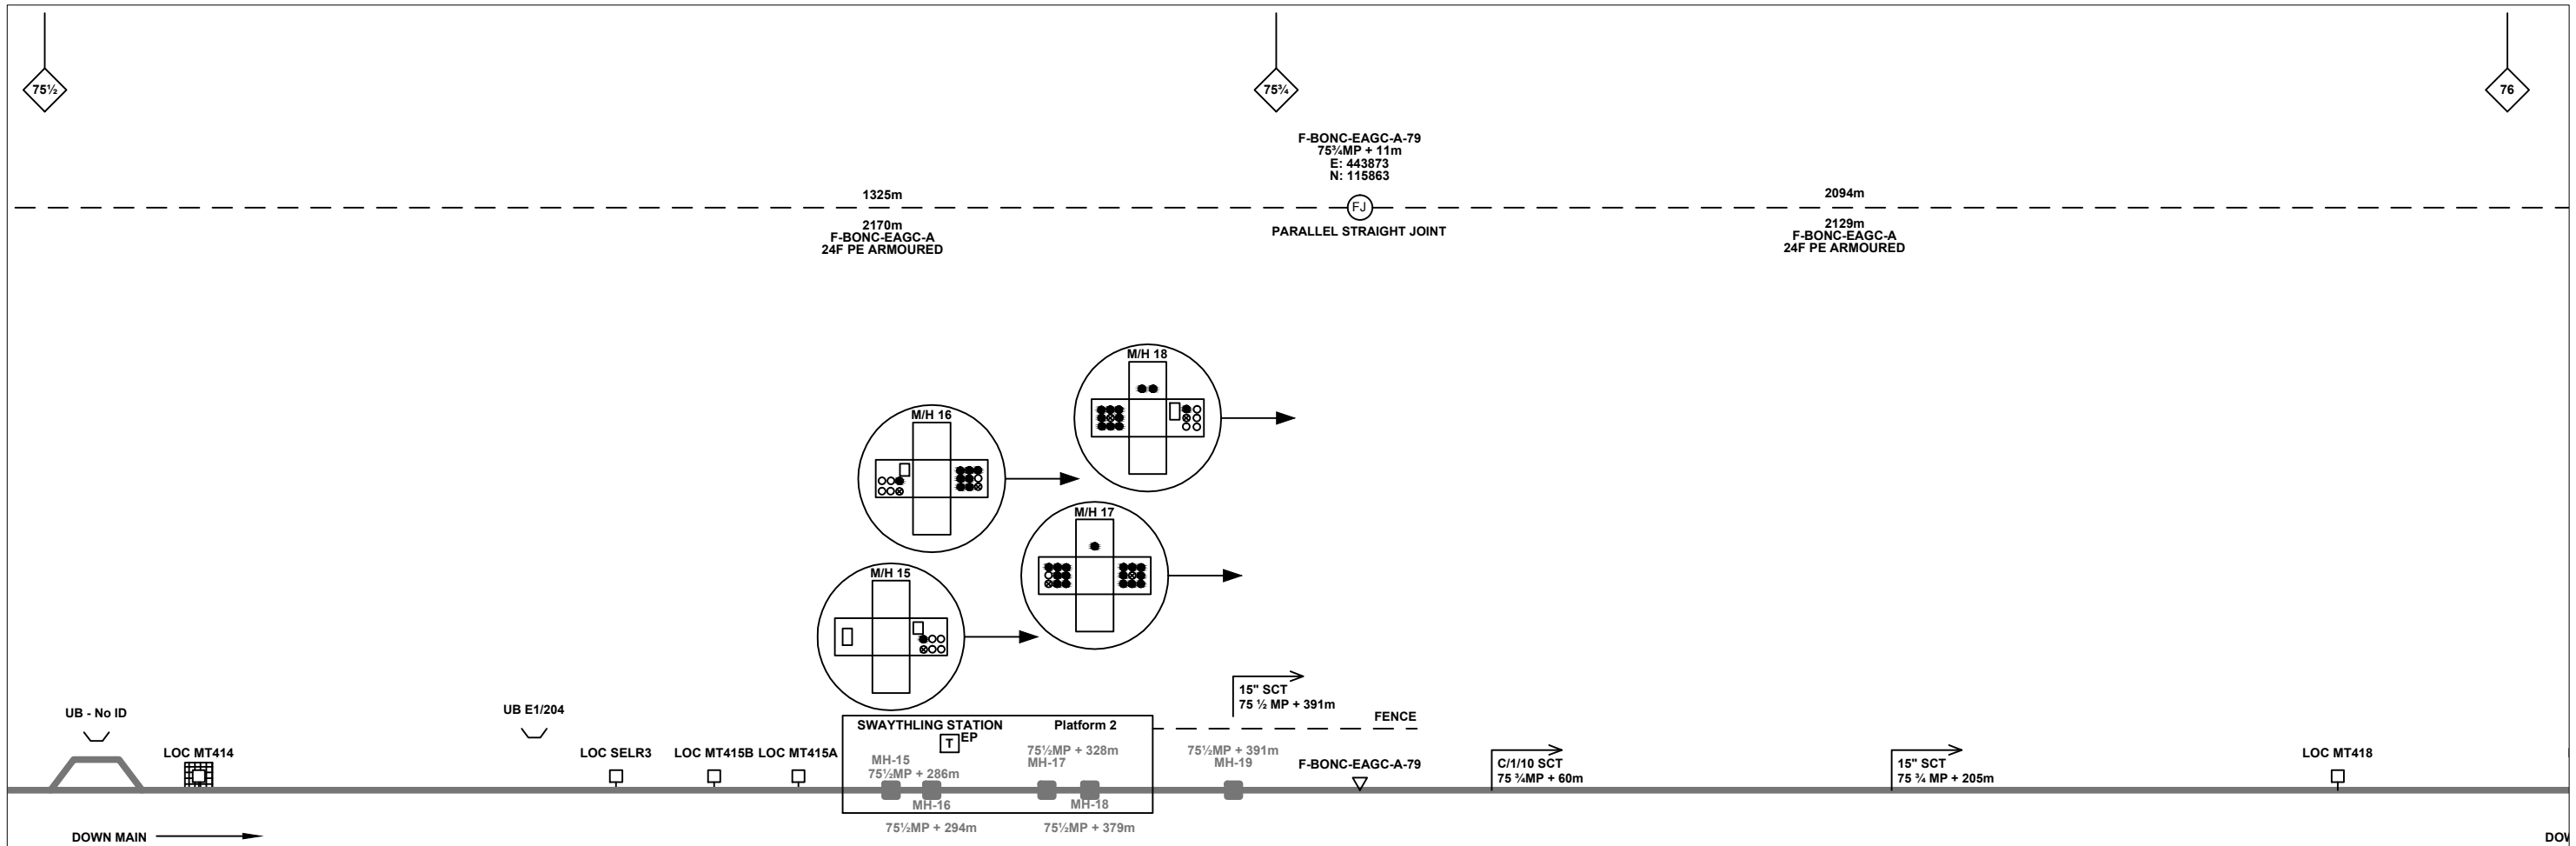 75½
75¾
76
F-BONC-EAGC-A-79
75¾MP + 11m
E: 443873
N: 115863
1325m
2094m
FJ
2170m
F-BONC-EAGC-A
24F PE ARMOURED
PARALLEL STRAIGHT JOINT
2129m
F-BONC-EAGC-A
24F PE ARMOURED
M/H 18
M/H 16
M/H 17
M/H 15
15" SCT
75 ½ MP + 391m
UB - No ID
UB E1/204
FENCE
SWAYTHLING STATION
Platform 2
EP
T
LOC MT414
LOC SELR3
LOC MT415B
LOC MT415A
MH-15
75½MP + 286m
75½MP + 328m
MH-17
75½MP + 391m
MH-19
F-BONC-EAGC-A-79
C/1/10 SCT
75 ¾MP + 60m
15" SCT
75 ¾ MP + 205m
LOC MT418
MH-16
MH-18
75½MP + 294m
75½MP + 379m
DOWN MAIN
DOW